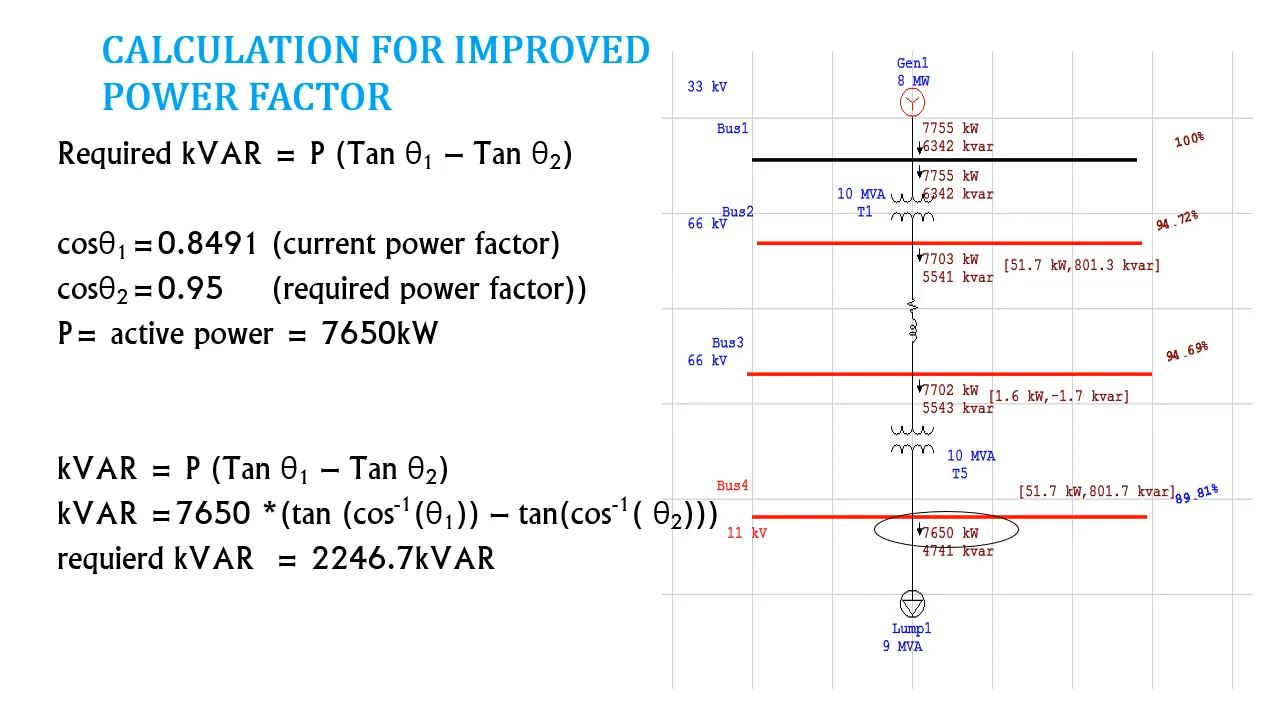 CALCULATION FOR IMPROVED
POWER FACTOR
Required kVAR = P (Tan θ₁ – Tan θ₂)
cosθ₁ = 0.8491 (current power factor)
cosθ₂ = 0.95 (required power factor))
P = active power = 7650kW
kVAR = P (Tan θ₁ – Tan θ₂)
kVAR = 7650 *(tan (cos⁻¹(θ₁)) – tan(cos⁻¹( θ₂)))
requierd kVAR = 2246.7kVAR
Gen1
8 MW
33 kV
Bus1
7755 kW
6342 kvar
100%
7755 kW
6342 kvar
10 MVA
T1
Bus2
66 kV
94.72%
7703 kW
5541 kvar
[51.7 kW,801.3 kvar]
Bus3
66 kV
94.69%
7702 kW
5543 kvar
[1.6 kW,-1.7 kvar]
10 MVA
T5
Bus4
[51.7 kW,801.7 kvar]
89.81%
11 kV
7650 kW
4741 kvar
Lump1
9 MVA